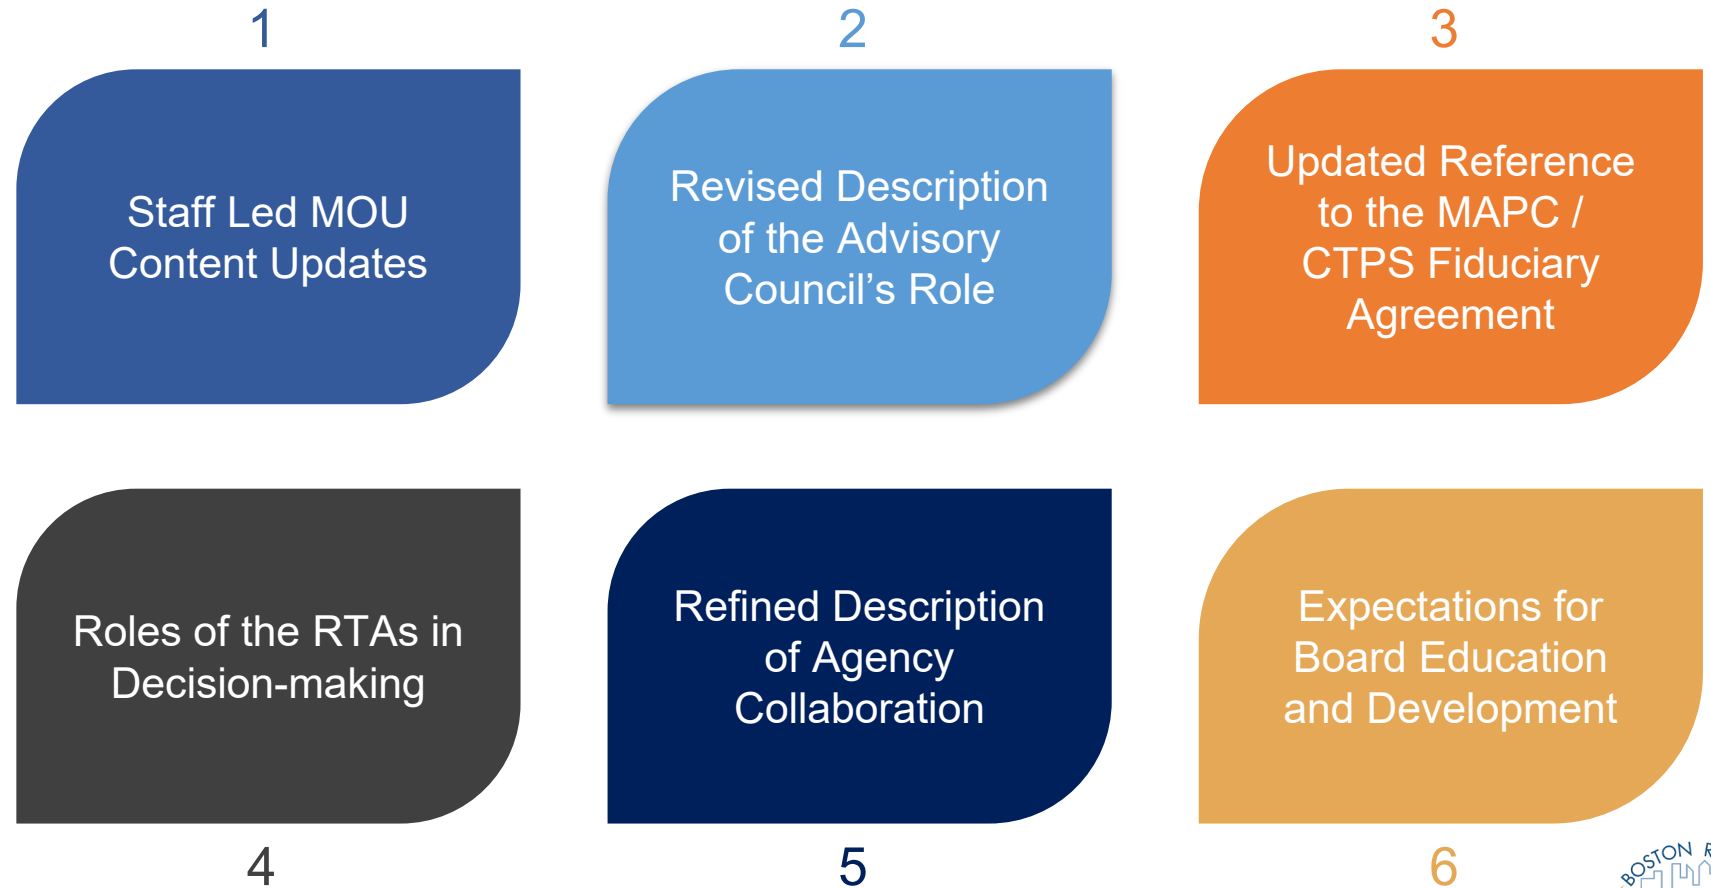 1
2
3
Staff Led MOU
Content Updates
Revised Description
of the Advisory
Council’s Role
Updated Reference
to the MAPC /
CTPS Fiduciary
Agreement
Roles of the RTAs in
Decision-making
Refined Description
of Agency
Collaboration
Expectations for
Board Education
and Development
4
5
6
BOSTON R